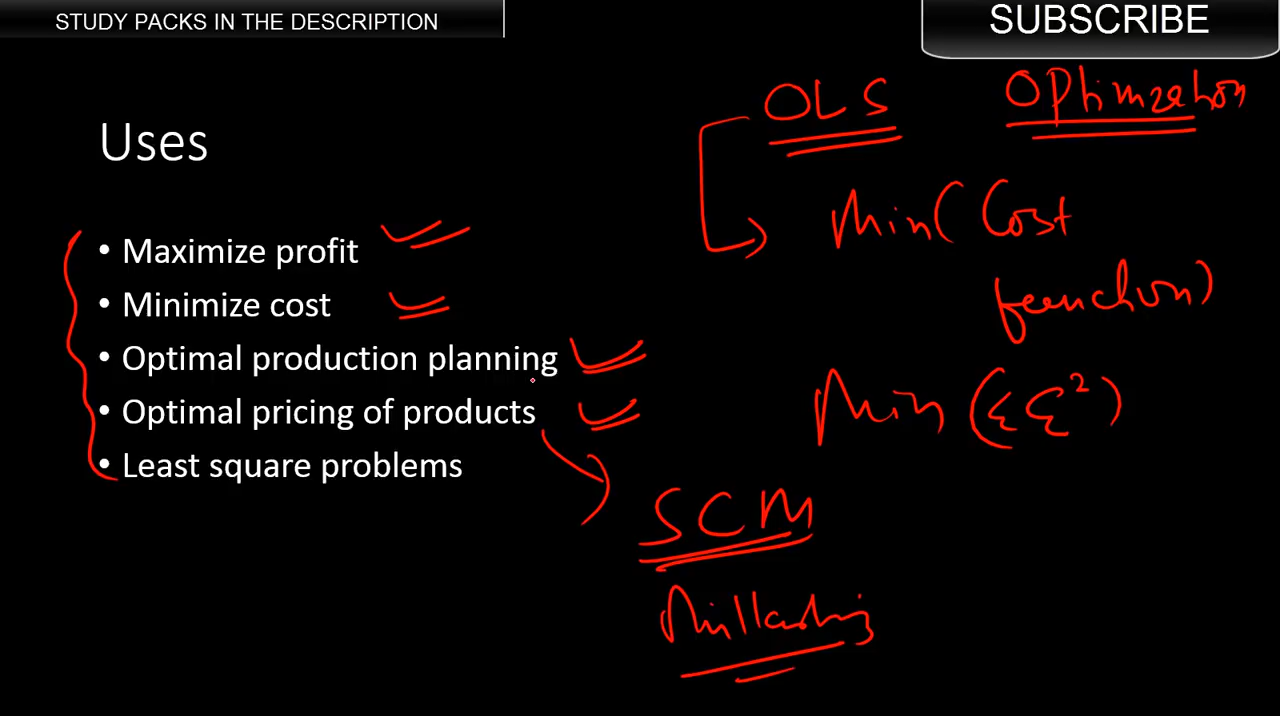 STUDY PACKS IN THE DESCRIPTION
SUBSCRIBE
Uses
• Maximize profit
• Minimize cost
• Optimal production planning
• Optimal pricing of products
• Least square problems
OLS
Optimization
Min(Cost
function)
Min (ΣƐ²)
SCM